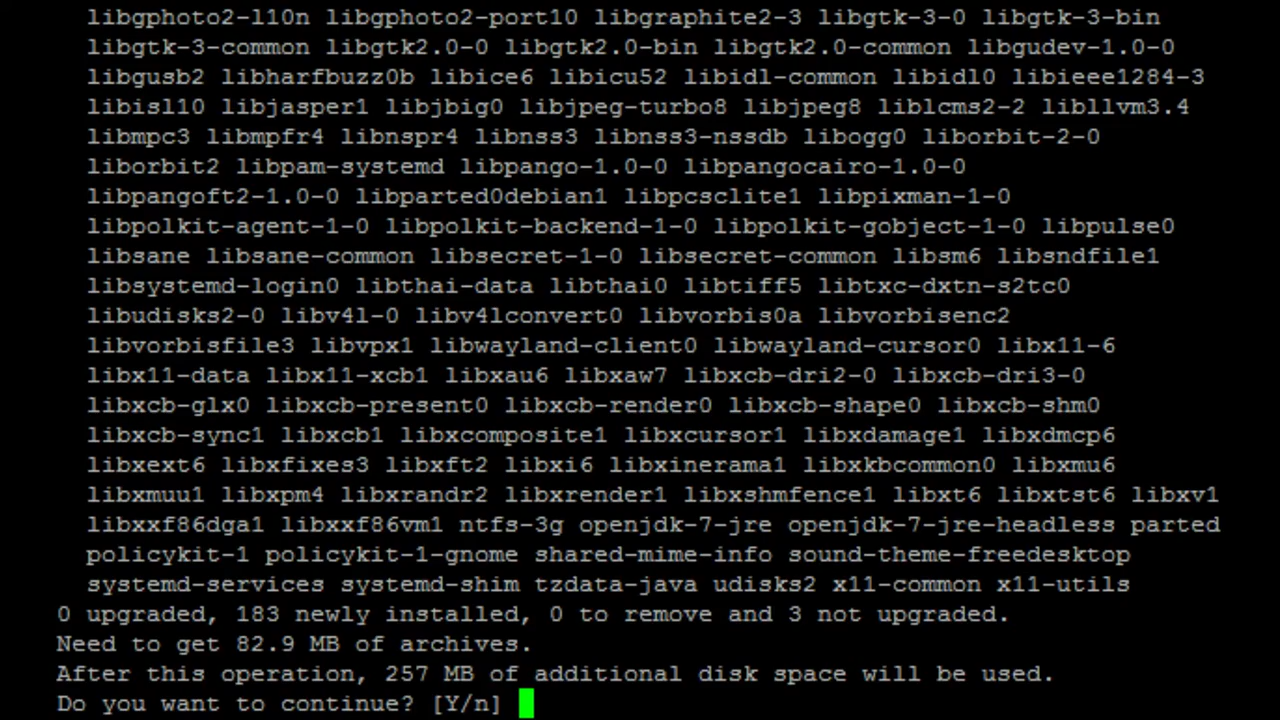 libgphoto2-l10n libgphoto2-port10 libgraphite2-3 libgtk-3-0 libgtk-3-bin
libgtk-3-common libgtk2.0-0 libgtk2.0-bin libgtk2.0-common libgudev-1.0-0
libgusb2 libharfbuzz0b libice6 libicu52 libidl-common libidl0 libieee1284-3
libisl10 libjasper1 libjbig0 libjpeg-turbo8 libjpeg8 liblcms2-2 libllvm3.4
libmpc3 libmpfr4 libnspr4 libnss3 libnss3-nssdb libogg0 liborbit-2-0
liborbit2 libpam-systemd libpango-1.0-0 libpangocairo-1.0-0
libpangoft2-1.0-0 libparted0debian1 libpcsclite1 libpixman-1-0
libpolkit-agent-1-0 libpolkit-backend-1-0 libpolkit-gobject-1-0 libpulse0
libsane libsane-common libsecret-1-0 libsecret-common libsm6 libsndfile1
libsystemd-login0 libthai-data libthai0 libtiff5 libtxc-dxtn-s2tc0
libudisks2-0 libv4l-0 libv4lconvert0 libvorbis0a libvorbisenc2
libvorbisfile3 libvpx1 libwayland-client0 libwayland-cursor0 libx11-6
libx11-data libx11-xcb1 libxau6 libxaw7 libxcb-dri2-0 libxcb-dri3-0
libxcb-glx0 libxcb-present0 libxcb-render0 libxcb-shape0 libxcb-shm0
libxcb-sync1 libxcb1 libxcomposite1 libxcursor1 libxdamage1 libxdmcp6
libxext6 libxfixes3 libxft2 libxi6 libxinerama1 libxkbcommon0 libxmu6
libxmuu1 libxpm4 libxrandr2 libxrender1 libxshmfence1 libxt6 libxtst6 libxv1
libxxf86dga1 libxxf86vm1 ntfs-3g openjdk-7-jre openjdk-7-jre-headless parted
policykit-1 policykit-1-gnome shared-mime-info sound-theme-freedesktop
systemd-services systemd-shim tzdata-java udisks2 x11-common x11-utils
0 upgraded, 183 newly installed, 0 to remove and 3 not upgraded.
Need to get 82.9 MB of archives.
After this operation, 257 MB of additional disk space will be used.
Do you want to continue? [Y/n]